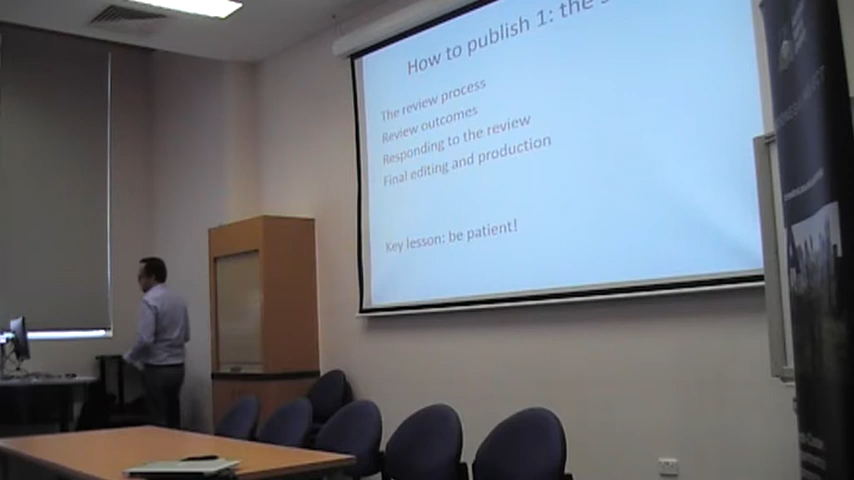 How to publish 1: the
The review process
Review outcomes
Responding to the review
Final editing and production
Key lesson: be patient!